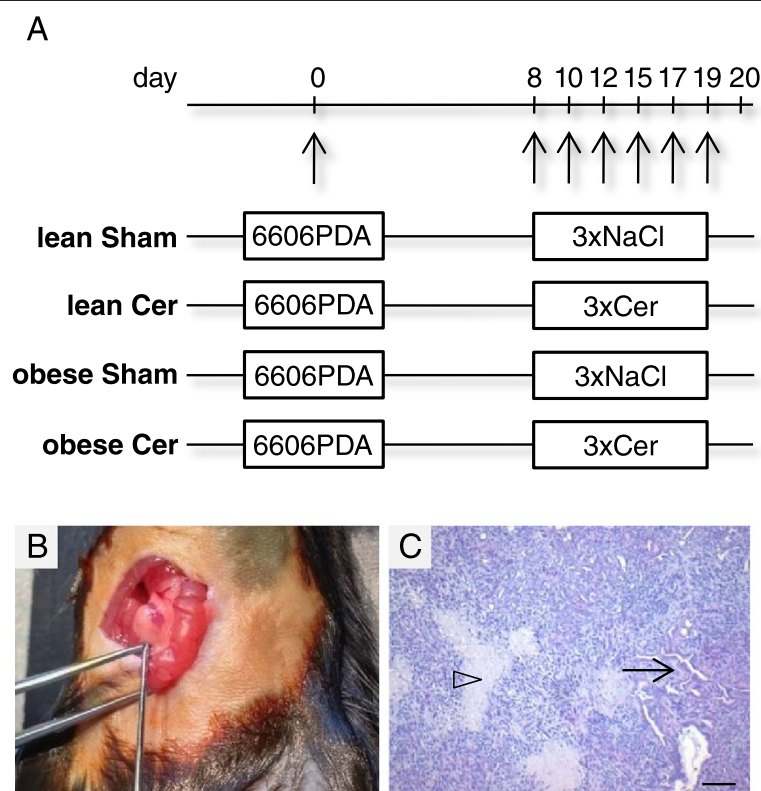 A
day 0 8 10 12 15 17 19 20
lean Sham 6606PDA 3xNaCl
lean Cer 6606PDA 3xCer
obese Sham 6606PDA 3xNaCl
obese Cer 6606PDA 3xCer
B C